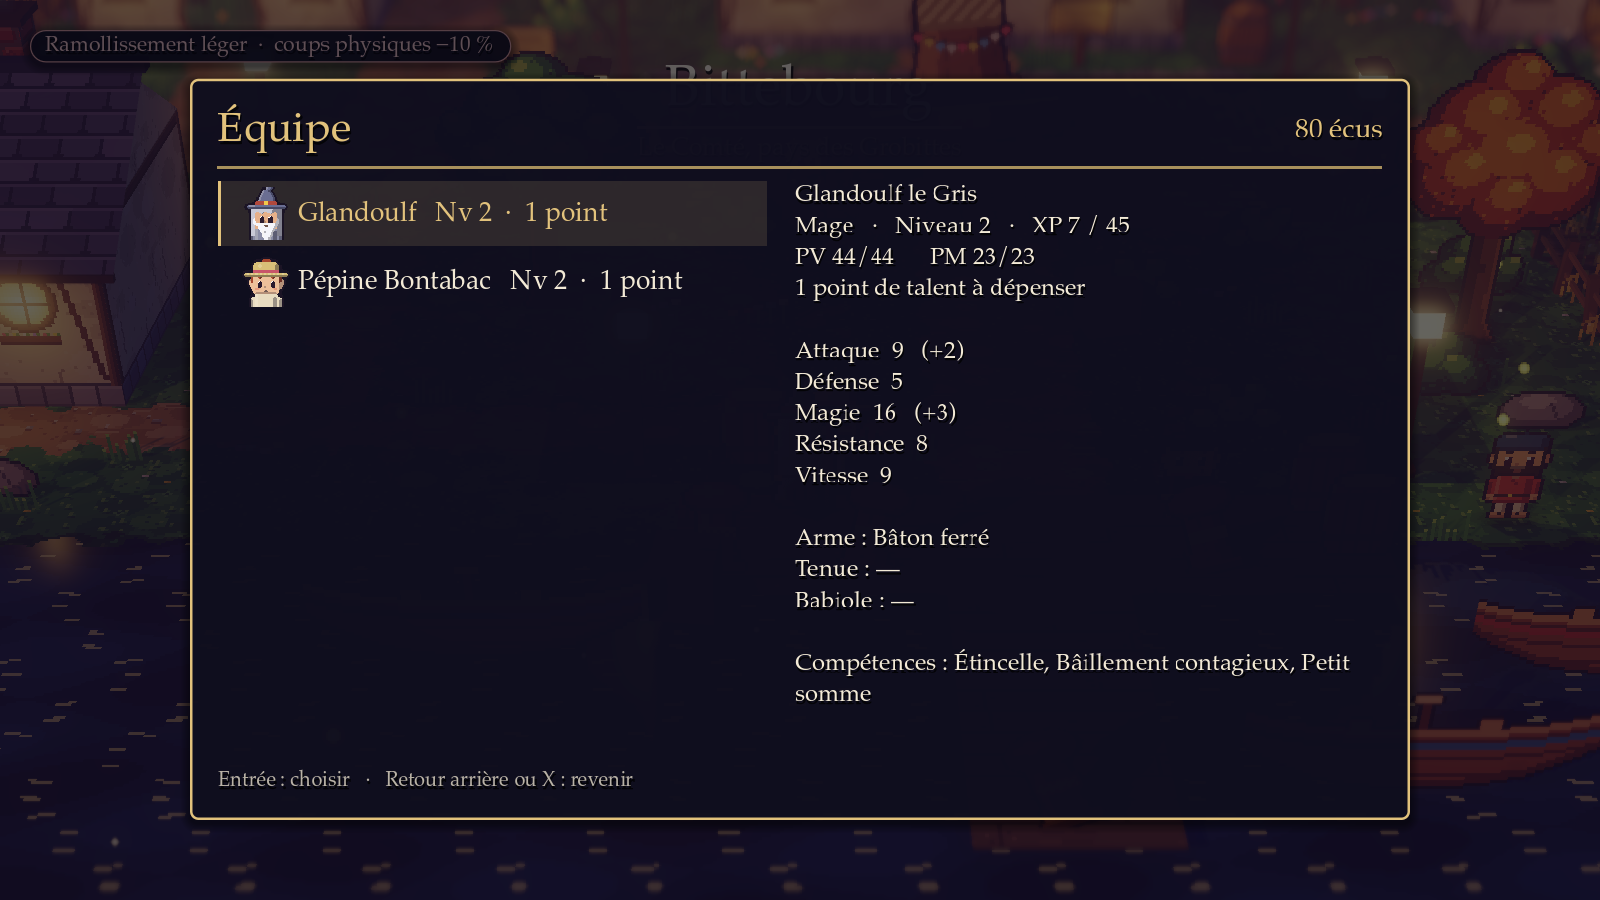 Ramollissement léger · coups physiques −10 %
Bittebourg
Équipe
80 écus
Glandoulf Nv 2 · 1 point
Pépine Bontabac Nv 2 · 1 point
Glandoulf le Gris
Mage · Niveau 2 · XP 7 / 45
PV 44/44 PM 23/23
1 point de talent à dépenser
Attaque 9 (+2)
Défense 5
Magie 16 (+3)
Résistance 8
Vitesse 9
Arme : Bâton ferré
Tenue : —
Babiole : —
Compétences : Étincelle, Bâillement contagieux, Petit
somme
Entrée : choisir · Retour arrière ou X : revenir